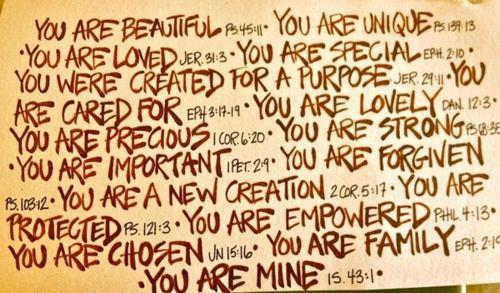 YOU ARE BEAUTIFUL PS. 45:11 • YOU ARE UNIQUE PS. 139:13
• YOU ARE LOVED JER. 31:3 • YOU ARE SPECIAL EPH. 2:10 •
YOU WERE CREATED FOR A PURPOSE JER. 29:11 • YOU
ARE CARED FOR EPH 3:17-19 • YOU ARE LOVELY DAN. 12:3 •
YOU ARE PRECIOUS 1 COR. 6:20 • YOU ARE STRONG PS 18:35
• YOU ARE IMPORTANT 1 PET. 2:9 • YOU ARE FORGIVEN
PS. 103:12 • YOU ARE A NEW CREATION 2 COR. 5:17 • YOU ARE
PROTECTED PS. 121:3 • YOU ARE EMPOWERED PHIL 4:13 •
YOU ARE CHOSEN JN 15:16 • YOU ARE FAMILY EPH. 2:19
• YOU ARE MINE IS. 43:1 •